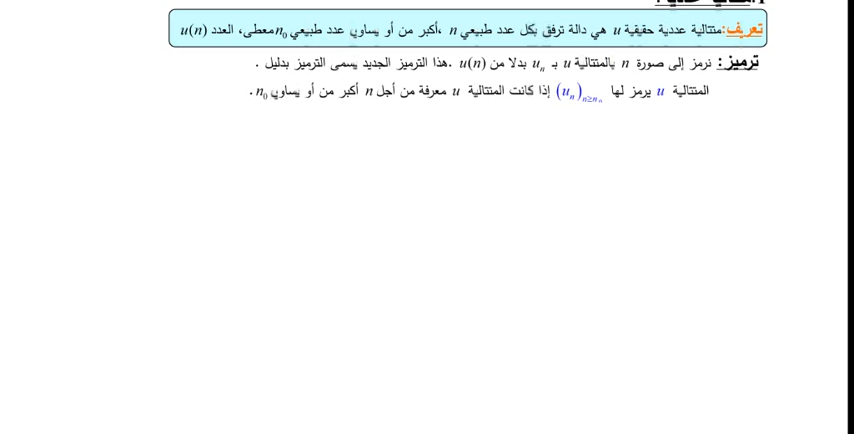 تعريف: متتالية عددية حقيقية u هي دالة ترفق بكل عدد طبيعي n ،أكبر من أو يساوي عدد طبيعي n₀ معطى، العدد u(n)
ترميز : نرمز إلى صورة n بالمتتالية u بـ uₙ بدلا من u(n) .هذا الترميز الجديد يسمى الترميز بدليل .
المتتالية u يرمز لها (uₙ)ₙ≥ₙ₀ إذا كانت المتتالية u معرفة من أجل n أكبر من أو يساوي n₀ .